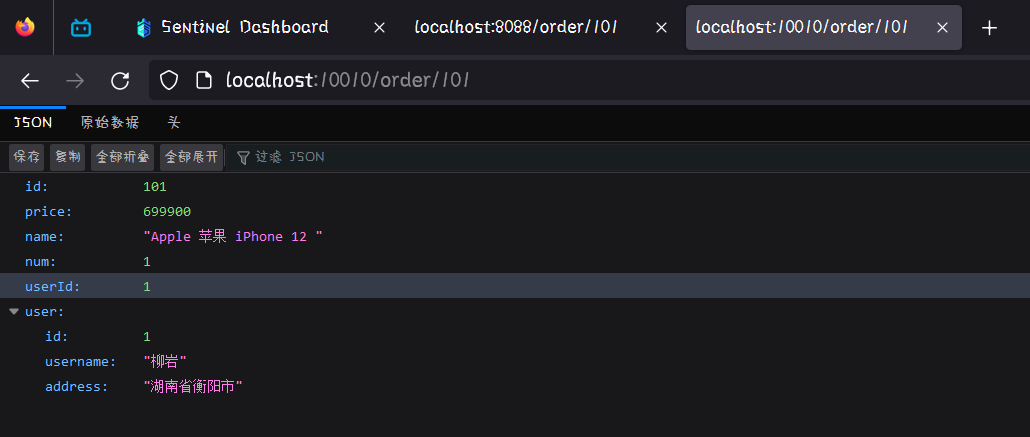 Sentinel Dashboard localhost:8088/order/101 localhost:10010/order/101
localhost:10010/order/101
JSON 原始数据 头
保存 复制 全部折叠 全部展开 过滤 JSON
id: 101
price: 699900
name: "Apple 苹果 iPhone 12 "
num: 1
userId: 1
user:
id: 1
username: "柳岩"
address: "湖南省衡阳市"